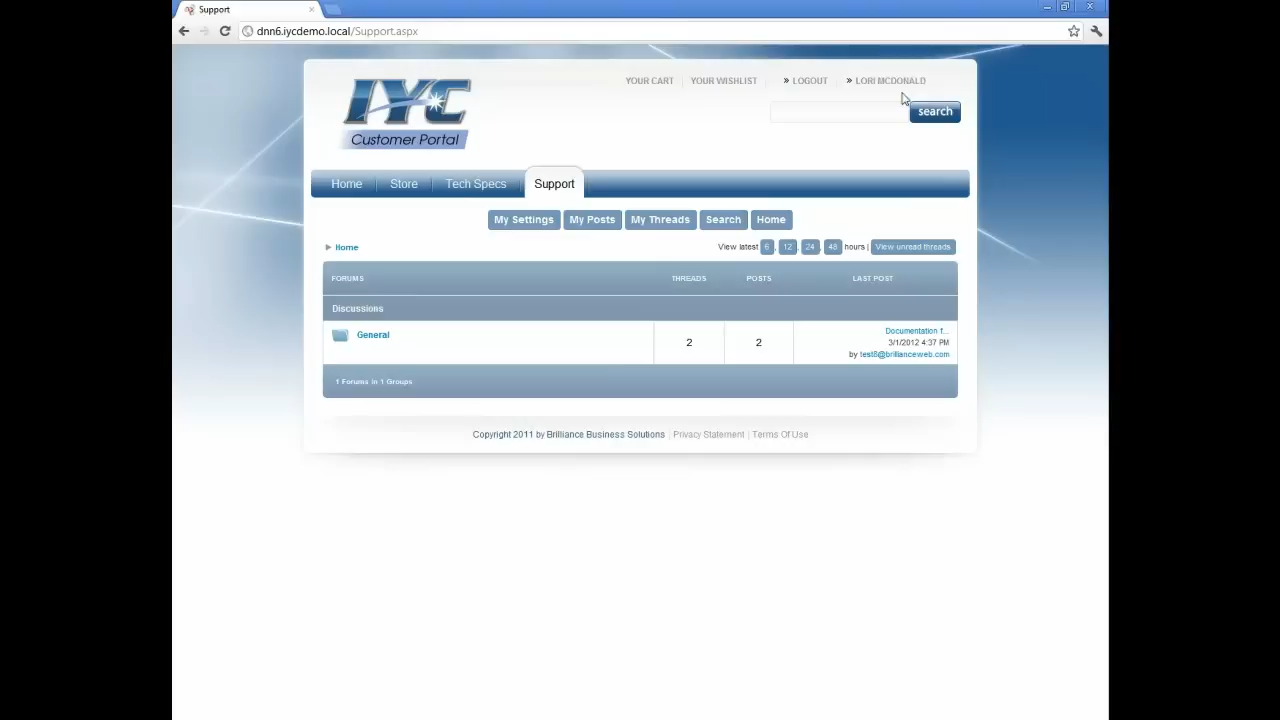 Support
dnn6.iycdemo.local/Support.aspx
YOUR CART YOUR WISHLIST » LOGOUT » LORI MCDONALD
IYC
Customer Portal
search
Home Store Tech Specs Support
My Settings My Posts My Threads Search Home
Home View latest 6, 12, 24, 48 hours | View unread threads
FORUMS THREADS POSTS LAST POST
Discussions
General 2 2 Documentation f...
3/1/2012 4:37 PM
by test8@brillianceweb.com
1 Forums In 1 Groups
Copyright 2011 by Brilliance Business Solutions | Privacy Statement | Terms Of Use